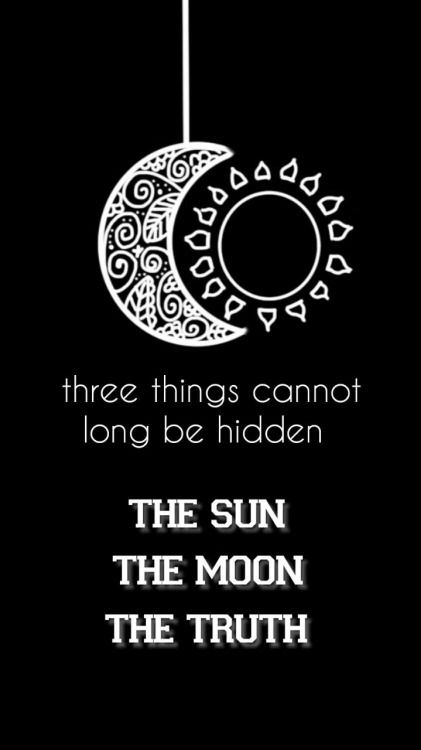 three things cannot
long be hidden
THE SUN
THE MOON
THE TRUTH